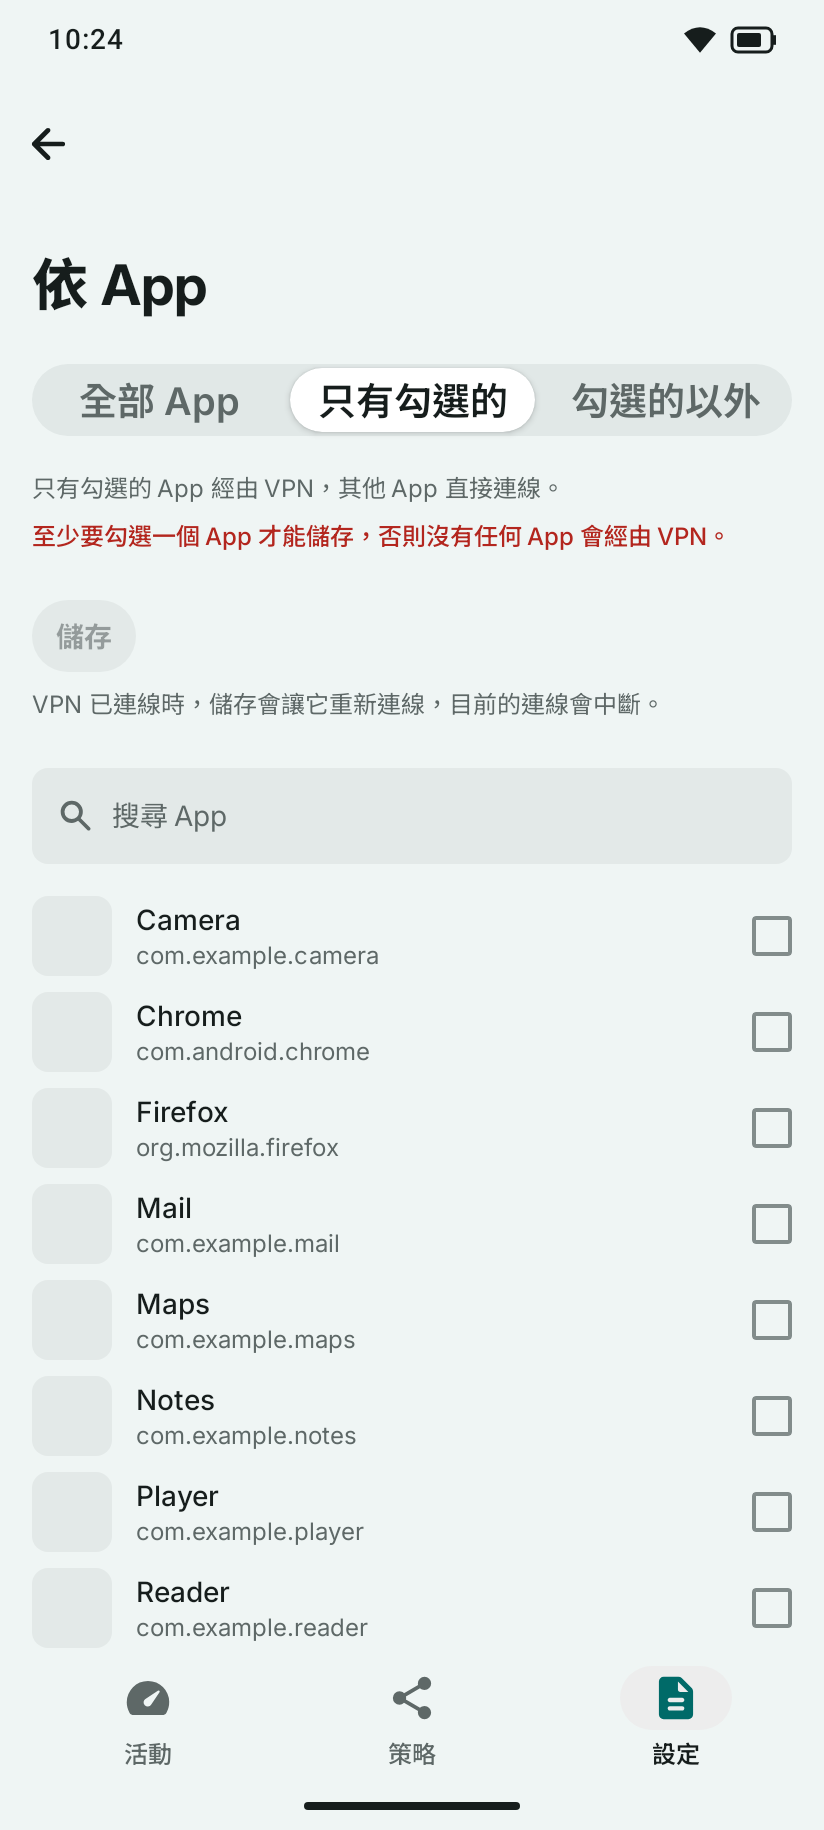 10:24
依 App
全部 App
只有勾選的
勾選的以外
只有勾選的 App 經由 VPN，其他 App 直接連線。
至少要勾選一個 App 才能儲存，否則沒有任何 App 會經由 VPN。
儲存
VPN 已連線時，儲存會讓它重新連線，目前的連線會中斷。
搜尋 App
Camera
com.example.camera
Chrome
com.android.chrome
Firefox
org.mozilla.firefox
Mail
com.example.mail
Maps
com.example.maps
Notes
com.example.notes
Player
com.example.player
Reader
com.example.reader
活動
策略
設定